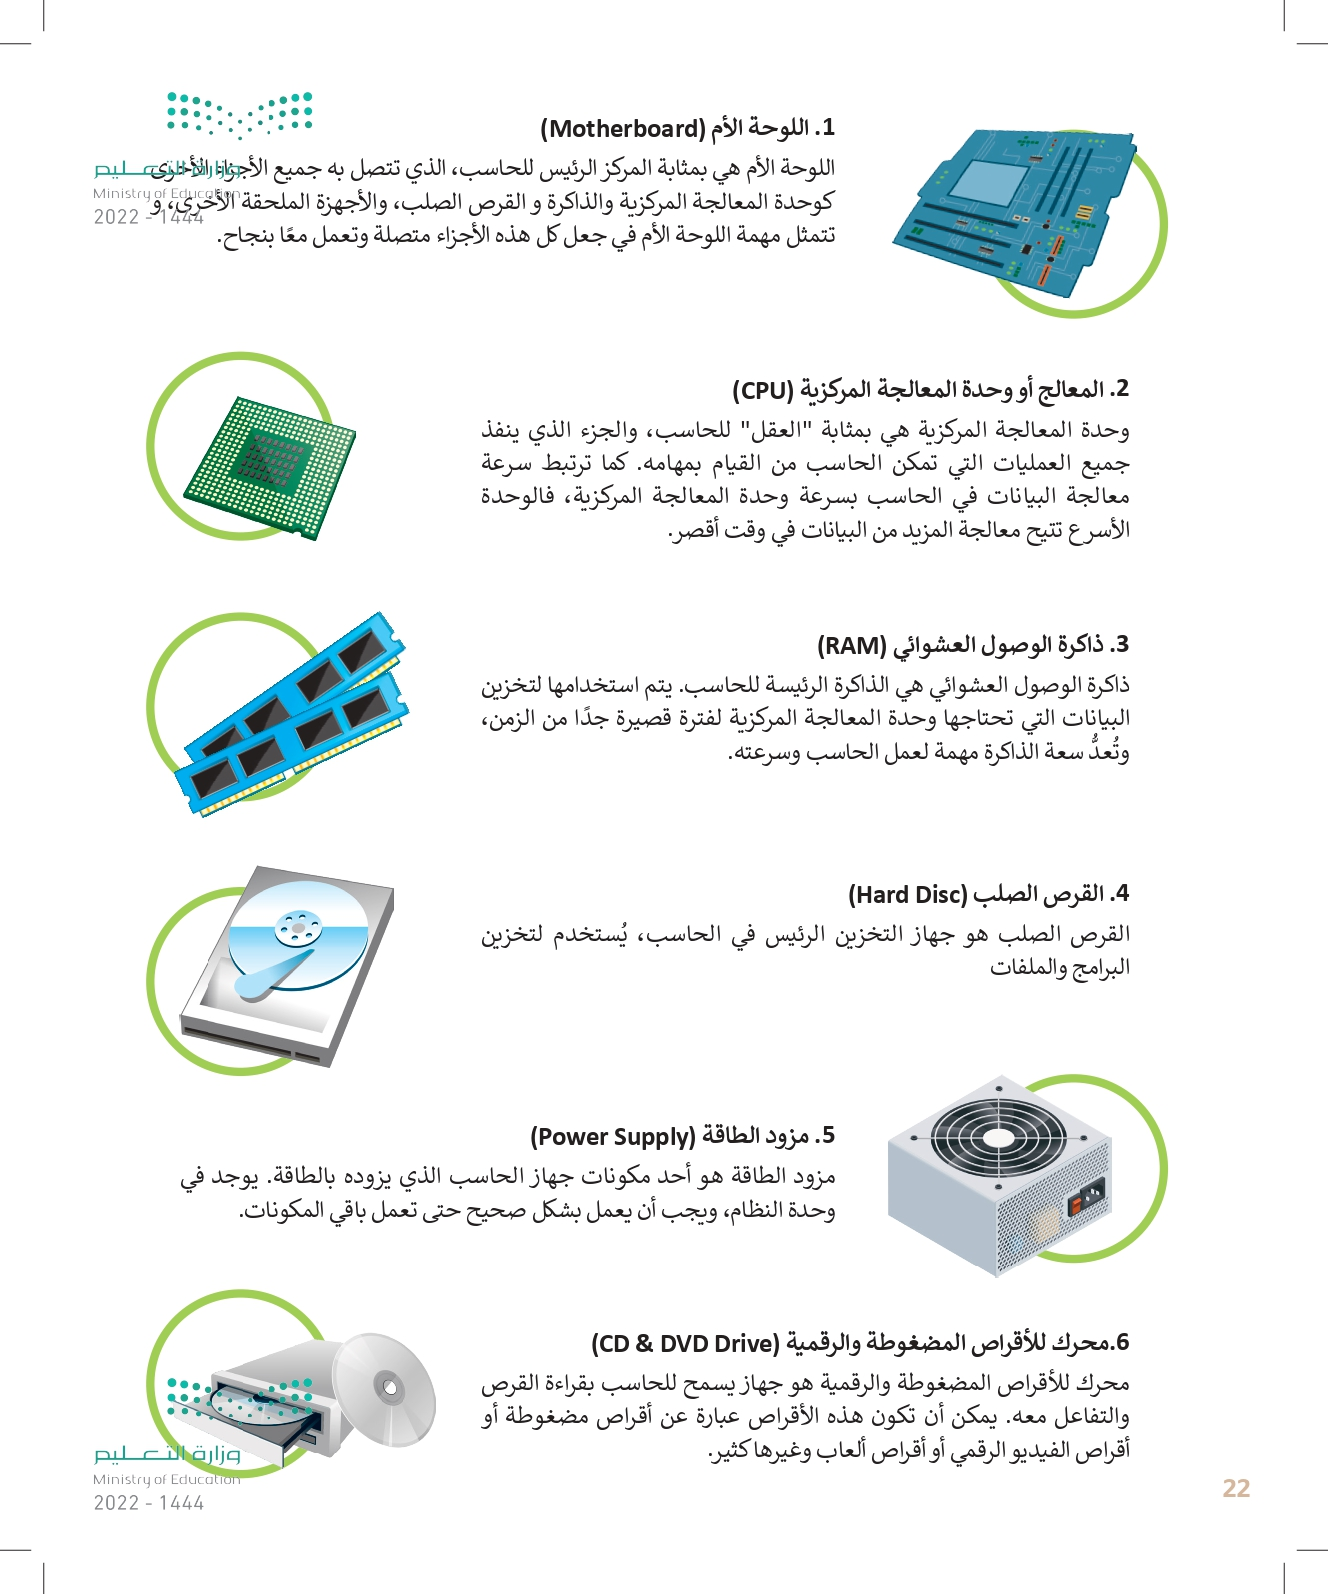 1. اللوحة الأم (Motherboard)
اللوحة الأم هي بمثابة المركز الرئيس للحاسب، الذي تتصل به جميع الأجزاء الأخرى
كوحدة المعالجة المركزية والذاكرة و القرص الصلب، والأجهزة الملحقة الأخرى، و
تتمثل مهمة اللوحة الأم في جعل كل هذه الأجزاء متصلة وتعمل معًا بنجاح.
وزارة التعليم
Ministry of Education
2022 - 1444
2. المعالج أو وحدة المعالجة المركزية (CPU)
وحدة المعالجة المركزية هي بمثابة "العقل" للحاسب، والجزء الذي ينفذ
جميع العمليات التي تمكن الحاسب من القيام بمهامه. كما ترتبط سرعة
معالجة البيانات في الحاسب بسرعة وحدة المعالجة المركزية، فالوحدة
الأسرع تتيح معالجة المزيد من البيانات في وقت أقصر.
3. ذاكرة الوصول العشوائي (RAM)
ذاكرة الوصول العشوائي هي الذاكرة الرئيسة للحاسب. يتم استخدامها لتخزين
البيانات التي تحتاجها وحدة المعالجة المركزية لفترة قصيرة جدًا من الزمن،
وتُعدُّ سعة الذاكرة مهمة لعمل الحاسب وسرعته.
4. القرص الصلب (Hard Disc)
القرص الصلب هو جهاز التخزين الرئيس في الحاسب، يُستخدم لتخزين
البرامج والملفات
5. مزود الطاقة (Power Supply)
مزود الطاقة هو أحد مكونات جهاز الحاسب الذي يزوده بالطاقة. يوجد في
وحدة النظام، ويجب أن يعمل بشكل صحيح حتى تعمل باقي المكونات.
6.محرك للأقراص المضغوطة والرقمية (CD & DVD Drive)
محرك للأقراص المضغوطة والرقمية هو جهاز يسمح للحاسب بقراءة القرص
والتفاعل معه. يمكن أن تكون هذه الأقراص عبارة عن أقراص مضغوطة أو
أقراص الفيديو الرقمي أو أقراص ألعاب وغيرها كثير.
وزارة التعليم
Ministry of Education
2022 - 1444
22